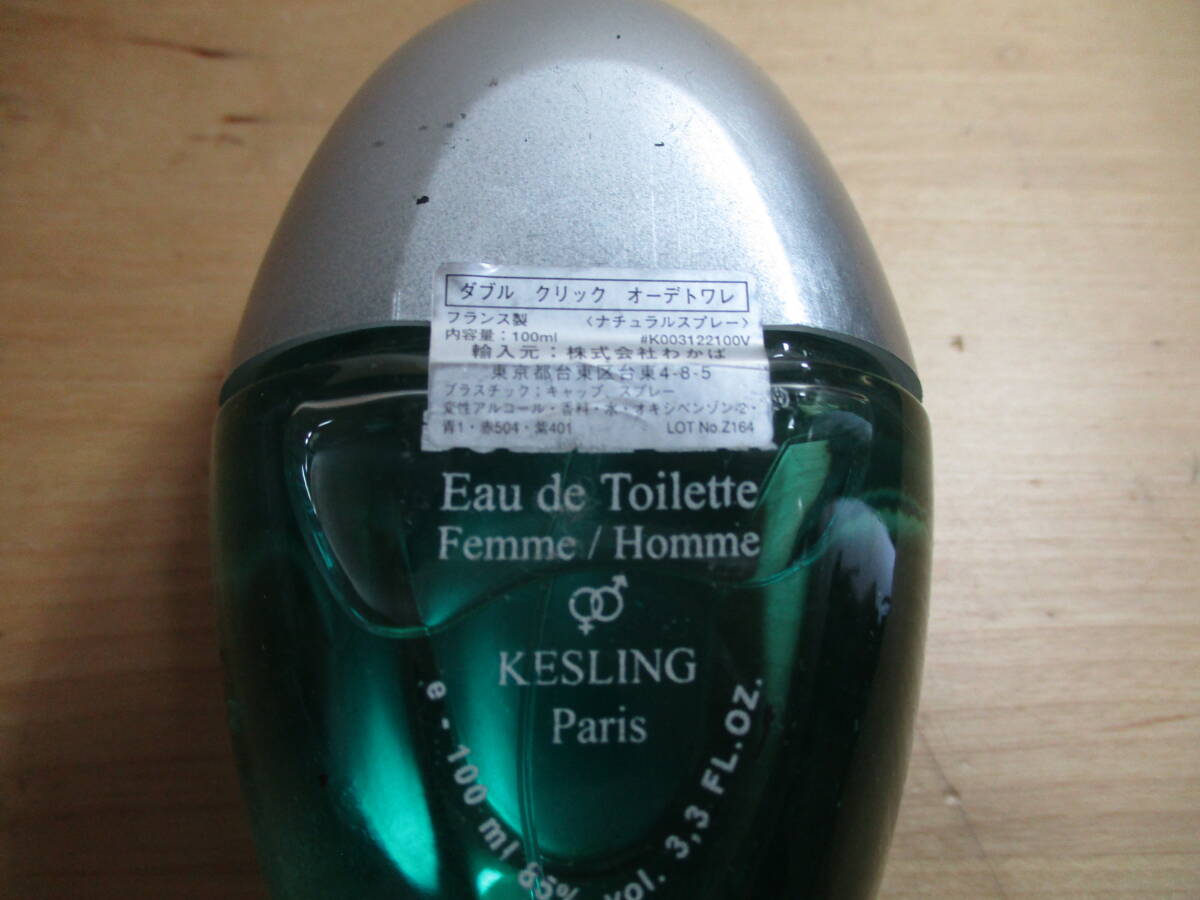 ダブル クリック オーデトワレ
フランス製 〈ナチュラルスプレー〉
内容量：100ml #K003122100V
輸入元：株式会社わかば
東京都台東区台東4-8-5
プラスチック：キャップ、スプレー
変性アルコール・香料・水・オキシベンゾン-2・
青1・赤504・葉401 LOT No.Z164
®
Eau de Toilette
Femme / Homme
⚤
KESLING
Paris
e - 100 ml 85% vol. 3,3 FL.OZ.